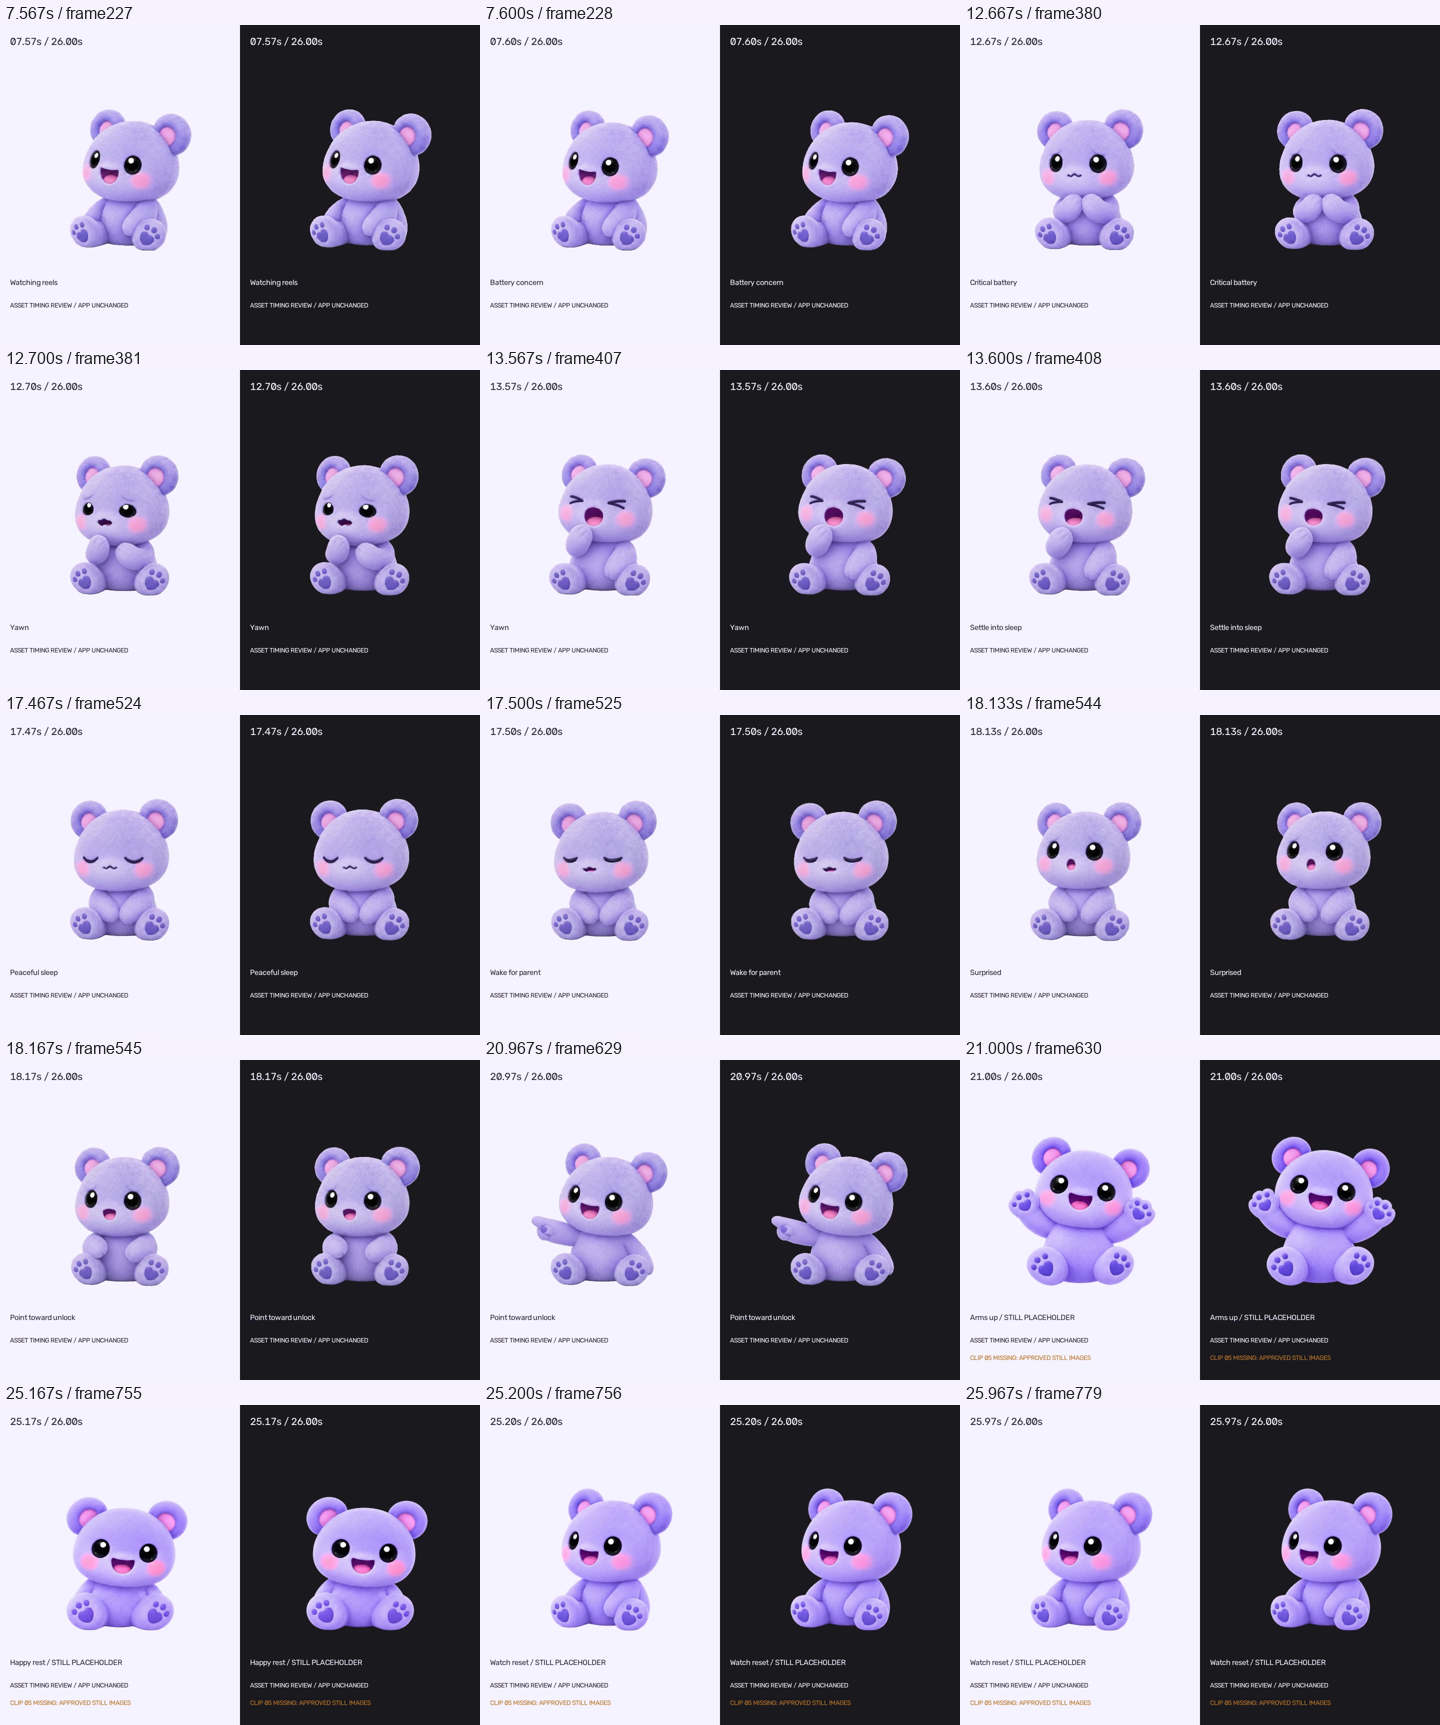 7.567s / frame227
7.600s / frame228
12.667s / frame380
07.57s / 26.00s
07.57s / 26.00s
07.60s / 26.00s
07.60s / 26.00s
12.67s / 26.00s
12.67s / 26.00s
Watching reels
Watching reels
Battery concern
Battery concern
Critical battery
Critical battery
ASSET TIMING REVIEW / APP UNCHANGED
ASSET TIMING REVIEW / APP UNCHANGED
ASSET TIMING REVIEW / APP UNCHANGED
ASSET TIMING REVIEW / APP UNCHANGED
ASSET TIMING REVIEW / APP UNCHANGED
ASSET TIMING REVIEW / APP UNCHANGED
12.700s / frame381
13.567s / frame407
13.600s / frame408
12.70s / 26.00s
12.70s / 26.00s
13.57s / 26.00s
13.57s / 26.00s
13.60s / 26.00s
13.60s / 26.00s
Yawn
Yawn
Yawn
Yawn
Settle into sleep
Settle into sleep
ASSET TIMING REVIEW / APP UNCHANGED
ASSET TIMING REVIEW / APP UNCHANGED
ASSET TIMING REVIEW / APP UNCHANGED
ASSET TIMING REVIEW / APP UNCHANGED
ASSET TIMING REVIEW / APP UNCHANGED
ASSET TIMING REVIEW / APP UNCHANGED
17.467s / frame524
17.500s / frame525
18.133s / frame544
17.47s / 26.00s
17.47s / 26.00s
17.50s / 26.00s
17.50s / 26.00s
18.13s / 26.00s
18.13s / 26.00s
Peaceful sleep
Peaceful sleep
Wake for parent
Wake for parent
Surprised
Surprised
ASSET TIMING REVIEW / APP UNCHANGED
ASSET TIMING REVIEW / APP UNCHANGED
ASSET TIMING REVIEW / APP UNCHANGED
ASSET TIMING REVIEW / APP UNCHANGED
ASSET TIMING REVIEW / APP UNCHANGED
ASSET TIMING REVIEW / APP UNCHANGED
18.167s / frame545
20.967s / frame629
21.000s / frame630
18.17s / 26.00s
18.17s / 26.00s
20.97s / 26.00s
20.97s / 26.00s
21.00s / 26.00s
21.00s / 26.00s
Point toward unlock
Point toward unlock
Point toward unlock
Point toward unlock
Arms up / STILL PLACEHOLDER
Arms up / STILL PLACEHOLDER
ASSET TIMING REVIEW / APP UNCHANGED
ASSET TIMING REVIEW / APP UNCHANGED
ASSET TIMING REVIEW / APP UNCHANGED
ASSET TIMING REVIEW / APP UNCHANGED
ASSET TIMING REVIEW / APP UNCHANGED
ASSET TIMING REVIEW / APP UNCHANGED
CLIP 05 MISSING: APPROVED STILL IMAGES
CLIP 05 MISSING: APPROVED STILL IMAGES
25.167s / frame755
25.200s / frame756
25.967s / frame779
25.17s / 26.00s
25.17s / 26.00s
25.20s / 26.00s
25.20s / 26.00s
25.97s / 26.00s
25.97s / 26.00s
Happy rest / STILL PLACEHOLDER
Happy rest / STILL PLACEHOLDER
Watch reset / STILL PLACEHOLDER
Watch reset / STILL PLACEHOLDER
Watch reset / STILL PLACEHOLDER
Watch reset / STILL PLACEHOLDER
ASSET TIMING REVIEW / APP UNCHANGED
ASSET TIMING REVIEW / APP UNCHANGED
ASSET TIMING REVIEW / APP UNCHANGED
ASSET TIMING REVIEW / APP UNCHANGED
ASSET TIMING REVIEW / APP UNCHANGED
ASSET TIMING REVIEW / APP UNCHANGED
CLIP 05 MISSING: APPROVED STILL IMAGES
CLIP 05 MISSING: APPROVED STILL IMAGES
CLIP 05 MISSING: APPROVED STILL IMAGES
CLIP 05 MISSING: APPROVED STILL IMAGES
CLIP 05 MISSING: APPROVED STILL IMAGES
CLIP 05 MISSING: APPROVED STILL IMAGES